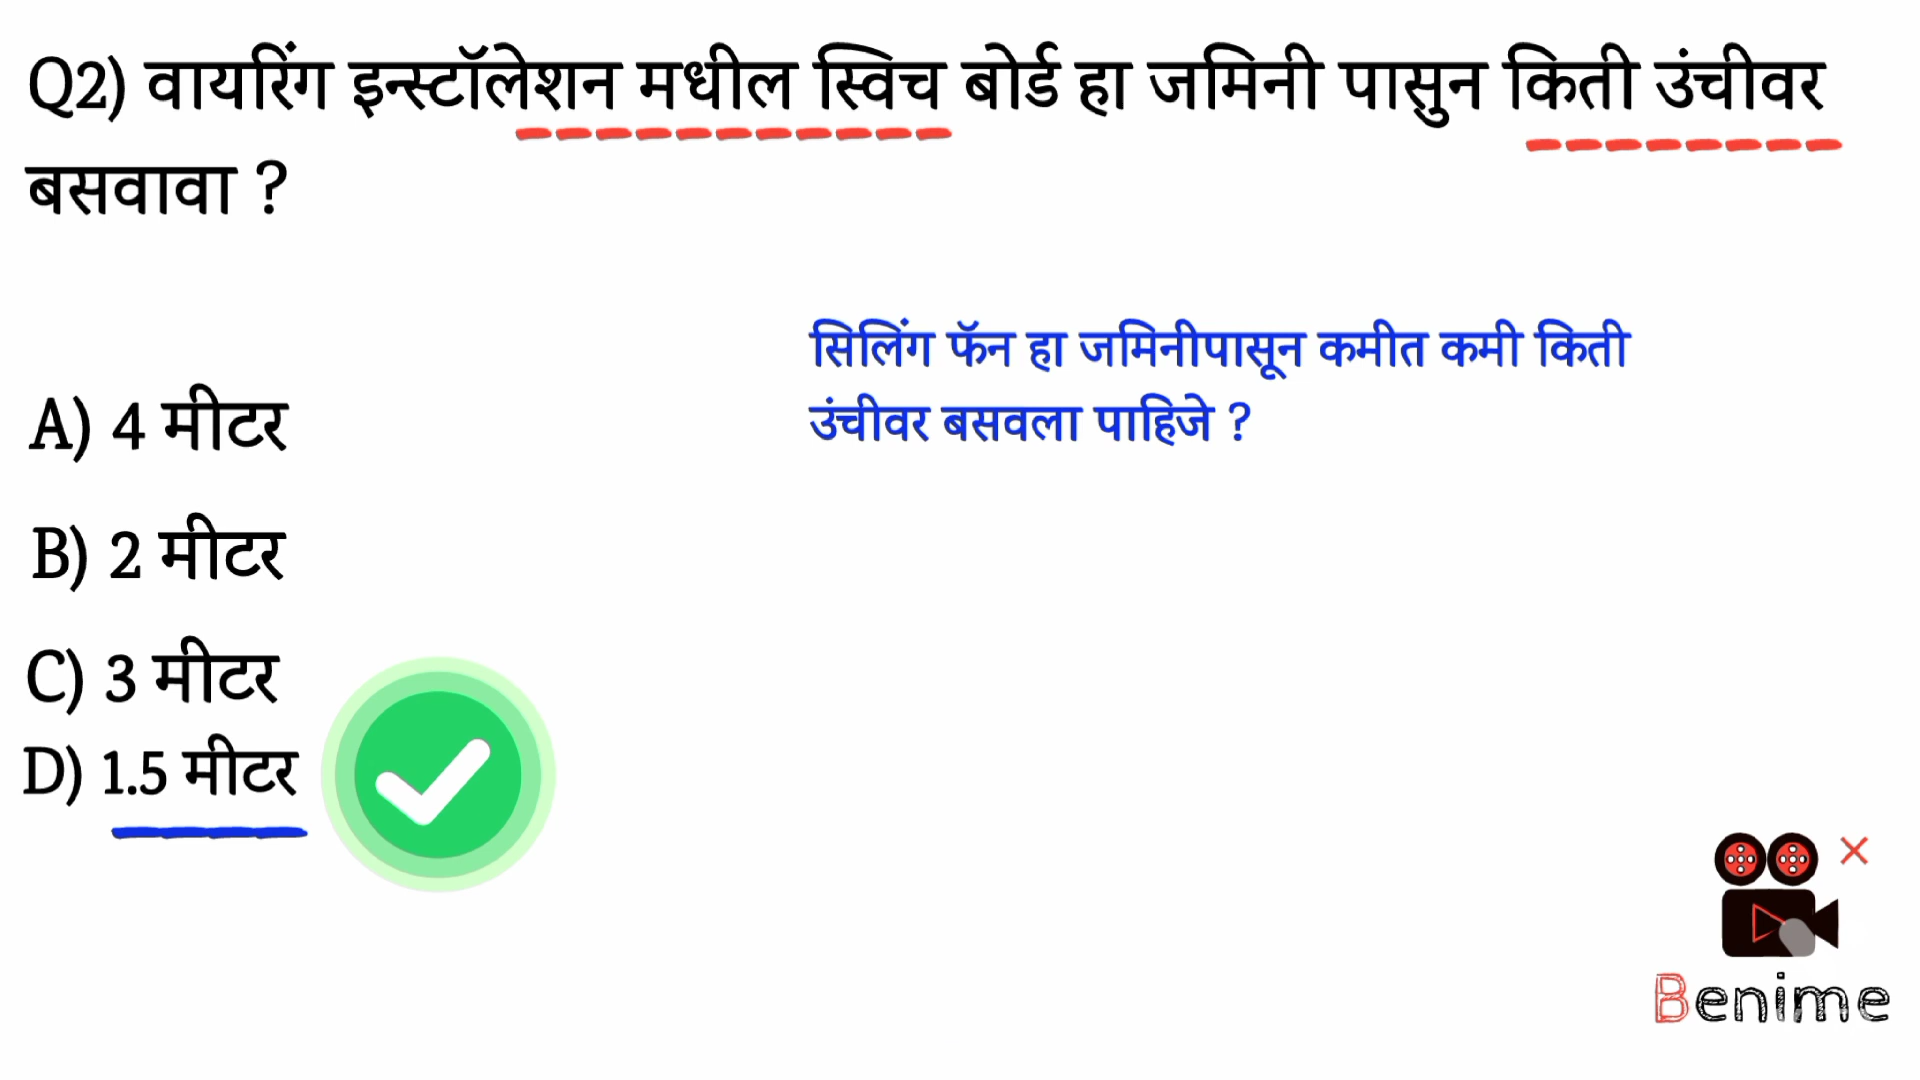 Q2) वायरिंग इन्स्टॉलेशन मधील स्विच बोर्ड हा जमिनी पासुन किती उंचीवर
बसवावा ?
सिलिंग फॅन हा जमिनीपासून कमीत कमी किती
उंचीवर बसवला पाहिजे ?
A) 4 मीटर
B) 2 मीटर
C) 3 मीटर
D) 1.5 मीटर
Benime